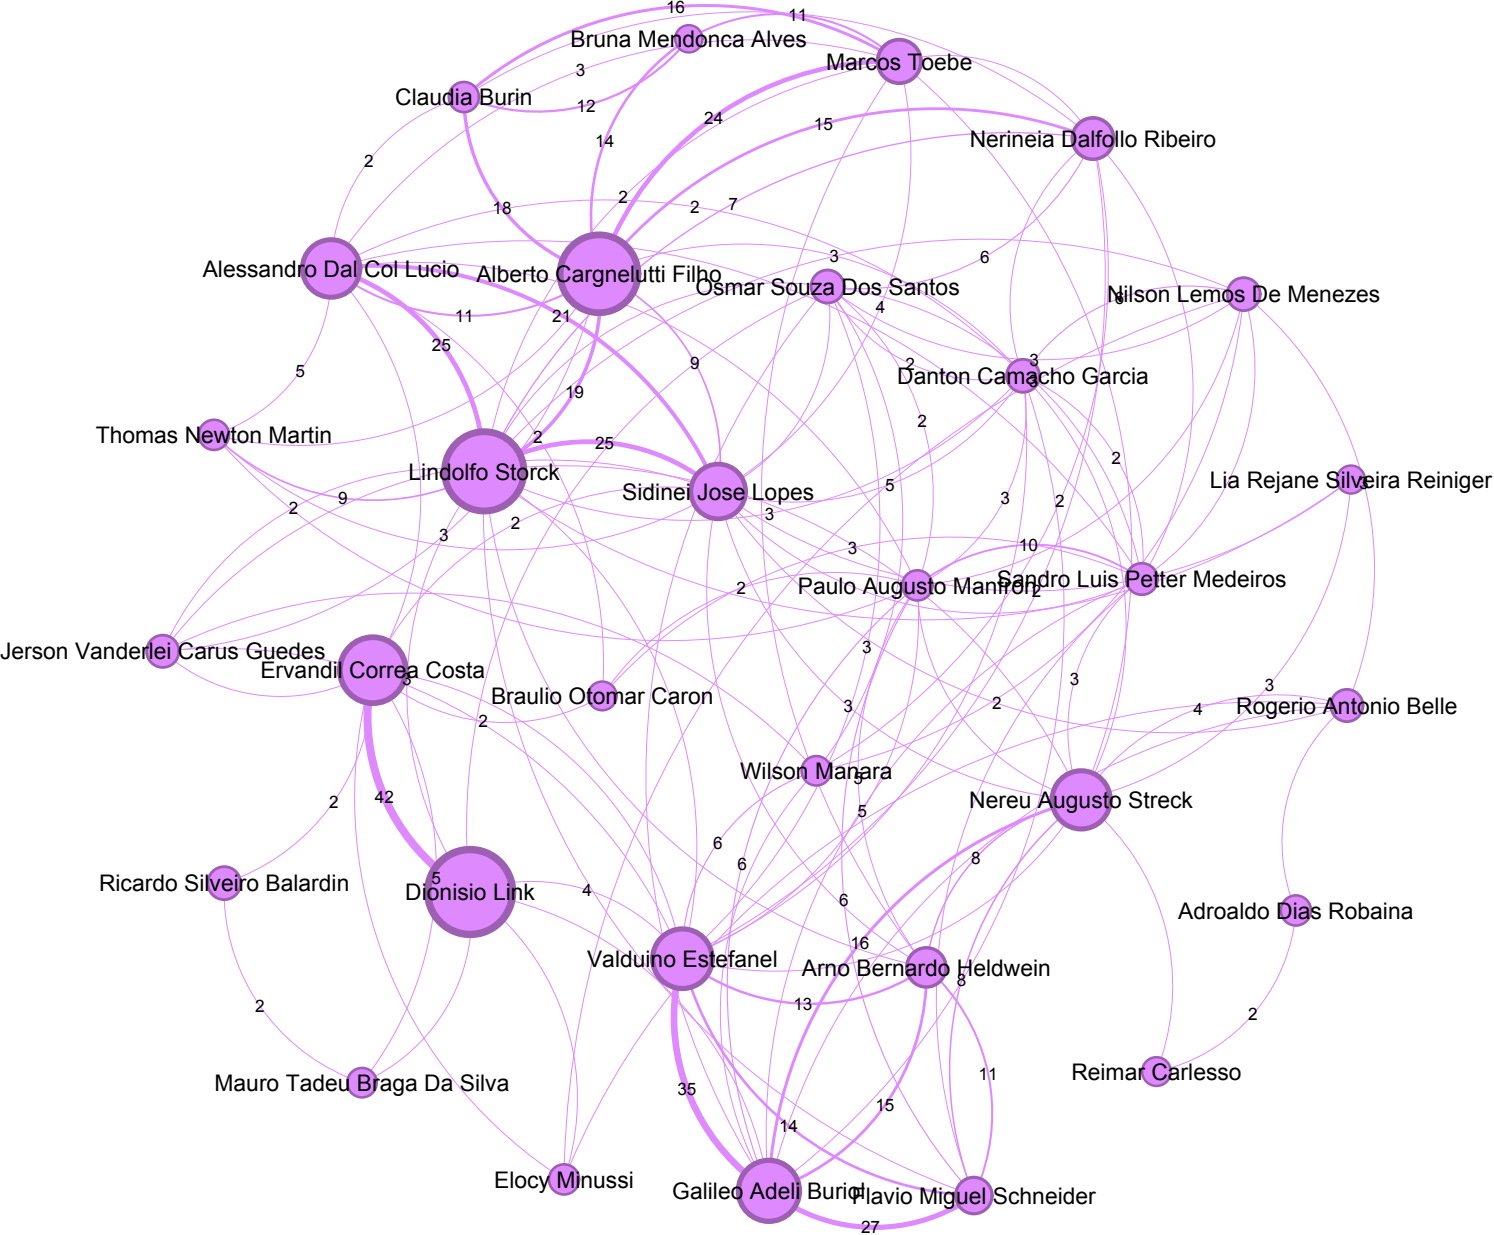 16
11
Bruna Mendonca Alves
Marcos Toebe
3
Claudia Burin
12
24
15
14
Nerineia Dalfollo Ribeiro
2
18
2
2
7
3
6
Alessandro Dal Col Lucio
Alberto Cargnelutti Filho
Osmar Souza Dos Santos
Nilson Lemos De Menezes
11
21
4
25
9
2
3
5
Danton Camacho Garcia
19
2
2
Thomas Newton Martin
25
2
Lindolfo Storck
Sidinei Jose Lopes
5
Lia Rejane Silveira Reiniger
3
9
2
3
2
3
2
3
3
10
Paulo Augusto Manfron
Sandro Luis Petter Medeiros
2
2
3
Jerson Vanderlei Carus Guedes
Ervandil Correa Costa
3
3
3
Braulio Otomar Caron
2
3
2
4
Rogerio Antonio Belle
Wilson Manara
5
42
2
5
Nereu Augusto Streck
6
6
8
Ricardo Silveiro Balardin
5
Dionisio Link
4
6
Adroaldo Dias Robaina
16
Valduino Estefanel
Arno Bernardo Heldwein
8
13
2
2
Reimar Carlesso
11
Mauro Tadeu Braga Da Silva
35
15
14
Elocy Minussi
Galileo Adeli Buriol
Flavio Miguel Schneider
27